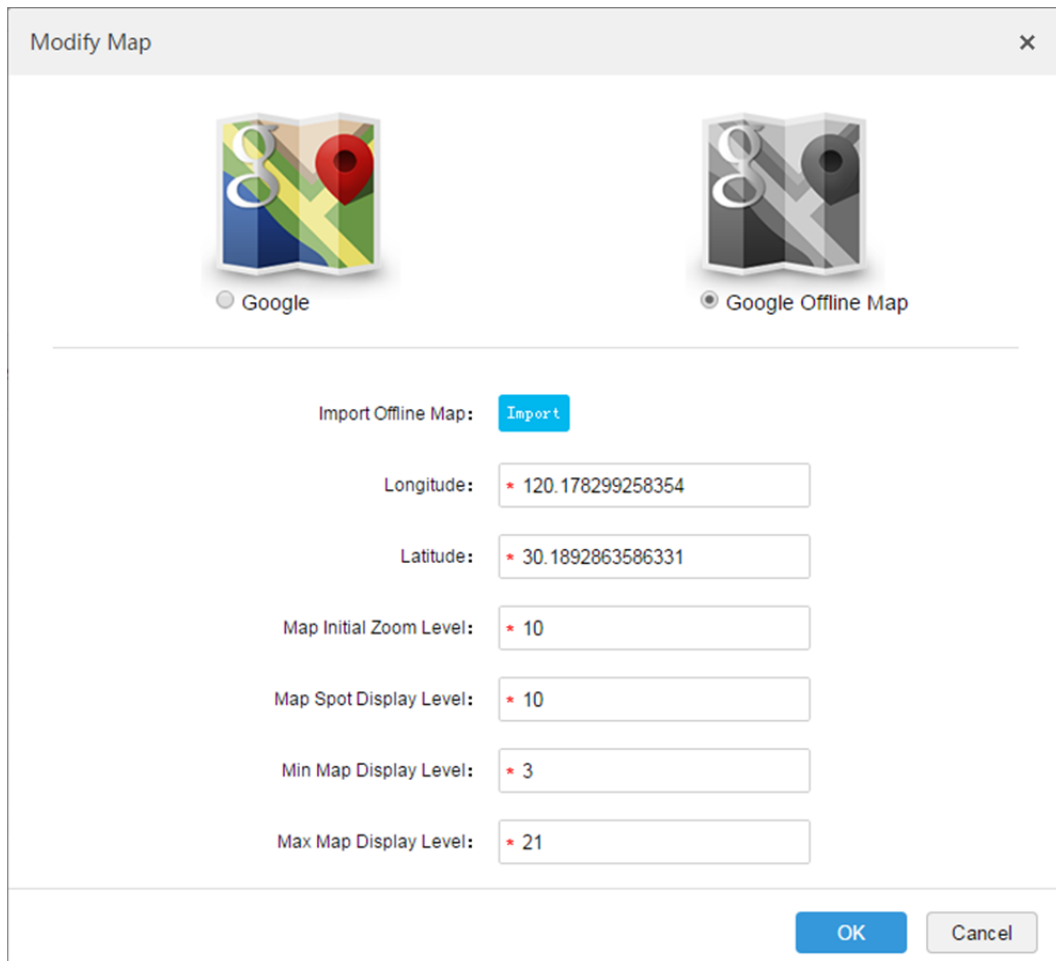 Modify Map ×
g g
Google Google Offline Map
Import Offline Map: Import
Longitude: * 120.178299258354
Latitude: * 30.1892863586331
Map Initial Zoom Level: * 10
Map Spot Display Level: * 10
Min Map Display Level: * 3
Max Map Display Level: * 21
OK Cancel